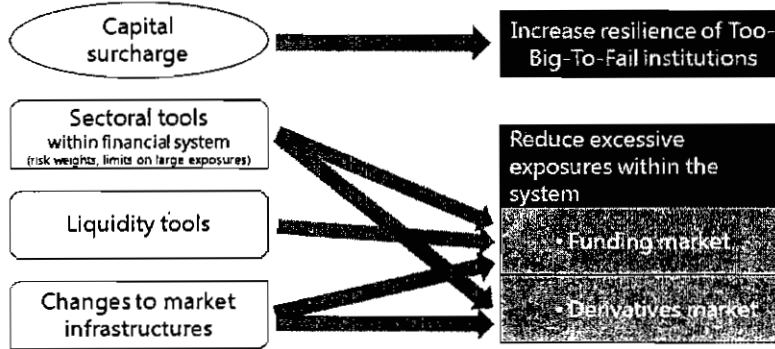 Capital
surcharge
Increase resilience of Too-
Big-To-Fail institutions
Sectoral tools
within financial system
(risk weights, limits on large exposures)
Reduce excessive
exposures within the
system
Liquidity tools
• Funding market
Changes to market
infrastructures
• Derivatives market